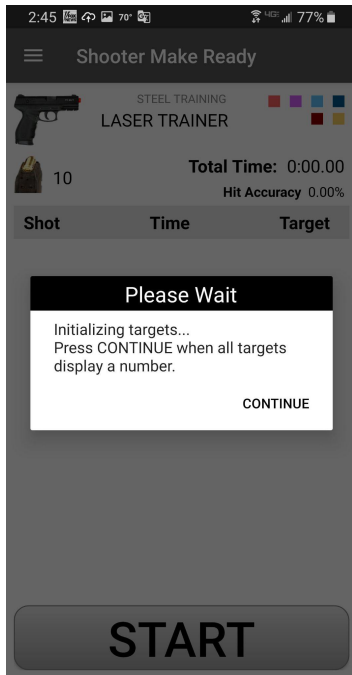 2:45 70° 4GE 77%
Shooter Make Ready
STEEL TRAINING
LASER TRAINER
10
Total Time: 0:00.00
Hit Accuracy 0.00%
Shot Time Target
Please Wait
Initializing targets...
Press CONTINUE when all targets
display a number.
CONTINUE
START